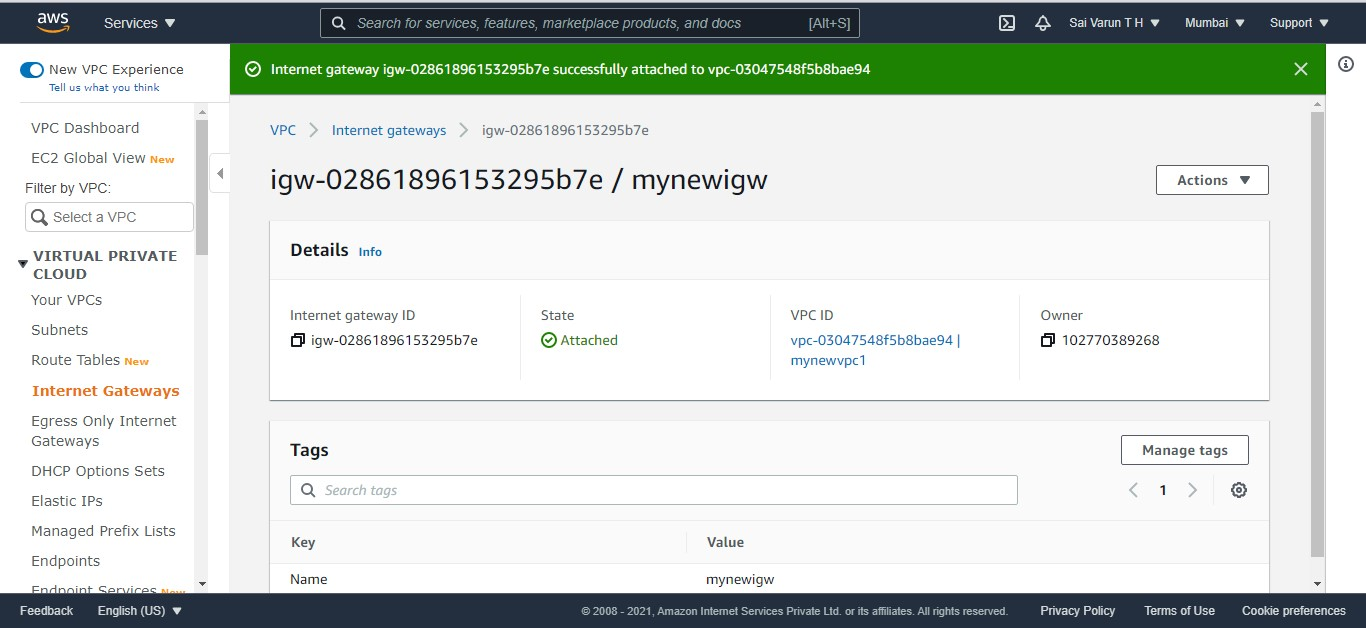 aws
Services
Search for services, features, marketplace products, and docs
[Alt+S]
Sai Varun T H
Mumbai
Support
New VPC Experience
Tell us what you think
VPC Dashboard
EC2 Global View New
Filter by VPC:
Select a VPC
VIRTUAL PRIVATE
CLOUD
Your VPCs
Subnets
Route Tables New
Internet Gateways
Egress Only Internet
Gateways
DHCP Options Sets
Elastic IPs
Managed Prefix Lists
Endpoints
Endpoint Services New
Internet gateway igw-02861896153295b7e successfully attached to vpc-03047548f5b8bae94
VPC
Internet gateways
igw-02861896153295b7e
igw-02861896153295b7e / mynewigw
Actions
Details Info
Internet gateway ID
igw-02861896153295b7e
State
Attached
VPC ID
vpc-03047548f5b8bae94 |
mynewvpc1
Owner
102770389268
Tags
Manage tags
Search tags
1
Key
Value
Name
mynewigw
Feedback
English (US)
© 2008 - 2021, Amazon Internet Services Private Ltd. or its affiliates. All rights reserved.
Privacy Policy
Terms of Use
Cookie preferences